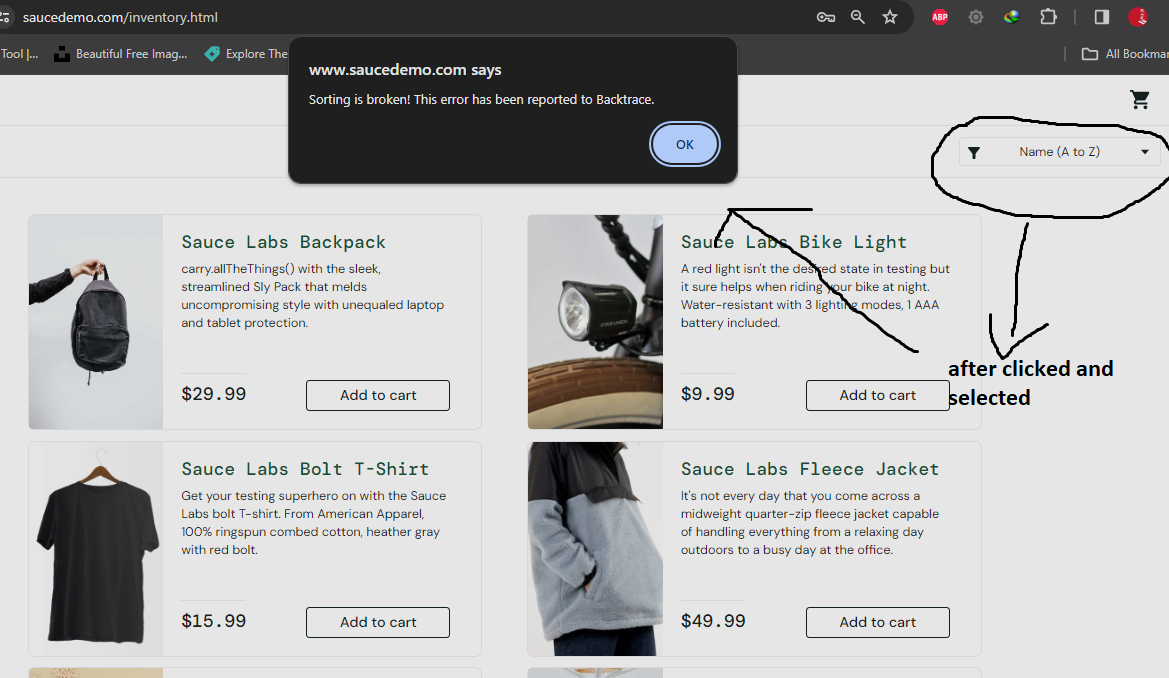 saucedemo.com/inventory.html
Tool |...
Beautiful Free Imag...
Explore The
All Bookmar
ABP
www.saucedemo.com says
Sorting is broken! This error has been reported to Backtrace.
OK
Name (A to Z)
Sauce Labs Backpack
carry.allTheThings() with the sleek,
streamlined Sly Pack that melds
uncompromising style with unequaled laptop
and tablet protection.
$29.99
Add to cart
Sauce Labs Bike Light
A red light isn't the desired state in testing but
it sure helps when riding your bike at night.
Water-resistant with 3 lighting modes, 1 AAA
battery included.
$9.99
Add to cart
after clicked and
selected
Sauce Labs Bolt T-Shirt
Get your testing superhero on with the Sauce
Labs bolt T-shirt. From American Apparel,
100% ringspun combed cotton, heather gray
with red bolt.
$15.99
Add to cart
Sauce Labs Fleece Jacket
It's not every day that you come across a
midweight quarter-zip fleece jacket capable
of handling everything from a relaxing day
outdoors to a busy day at the office.
$49.99
Add to cart